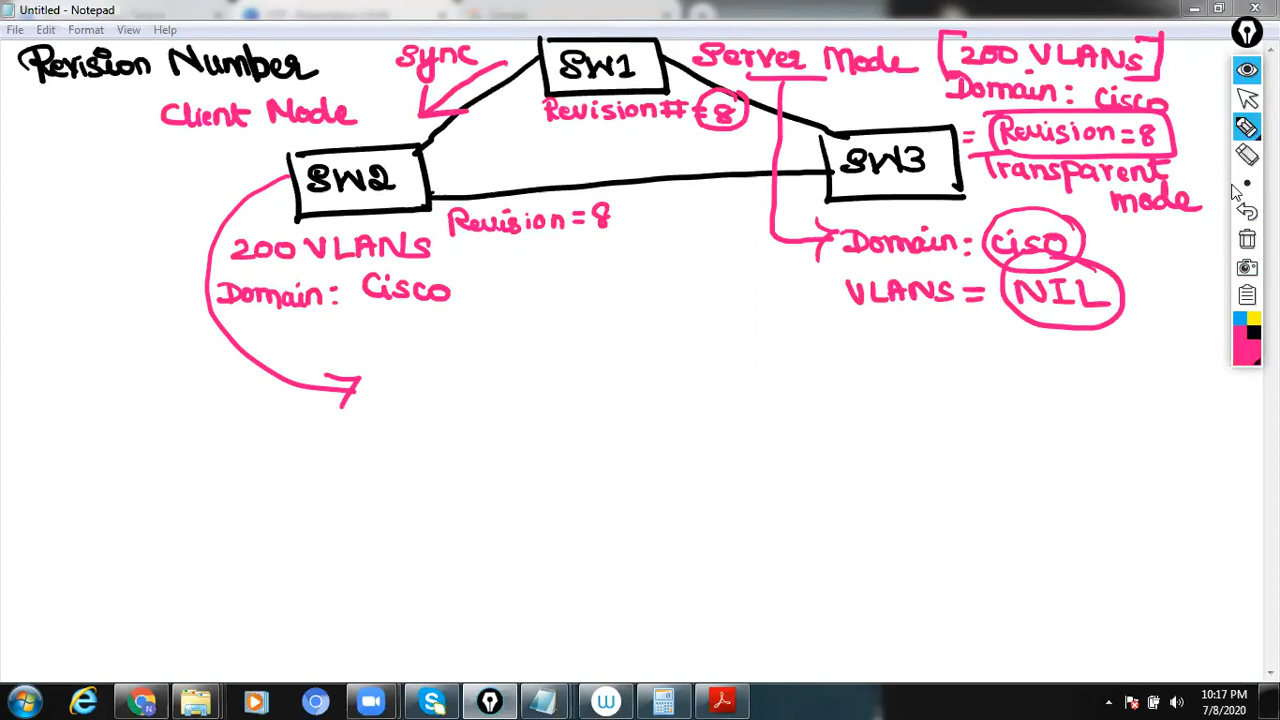 Untitled - Notepad
File Edit Format View Help
Revision Number
sync
SW1
Server Mode
[200 VLANs]
Domain: cisco
Client Mode
Revision# = 8
= Revision = 8
SW2
SW3
Transparent
mode
Revision = 8
200 VLANS
Domain: Cisco
Domain: ciso
VLANS = NIL
W
10:17 PM
7/8/2020